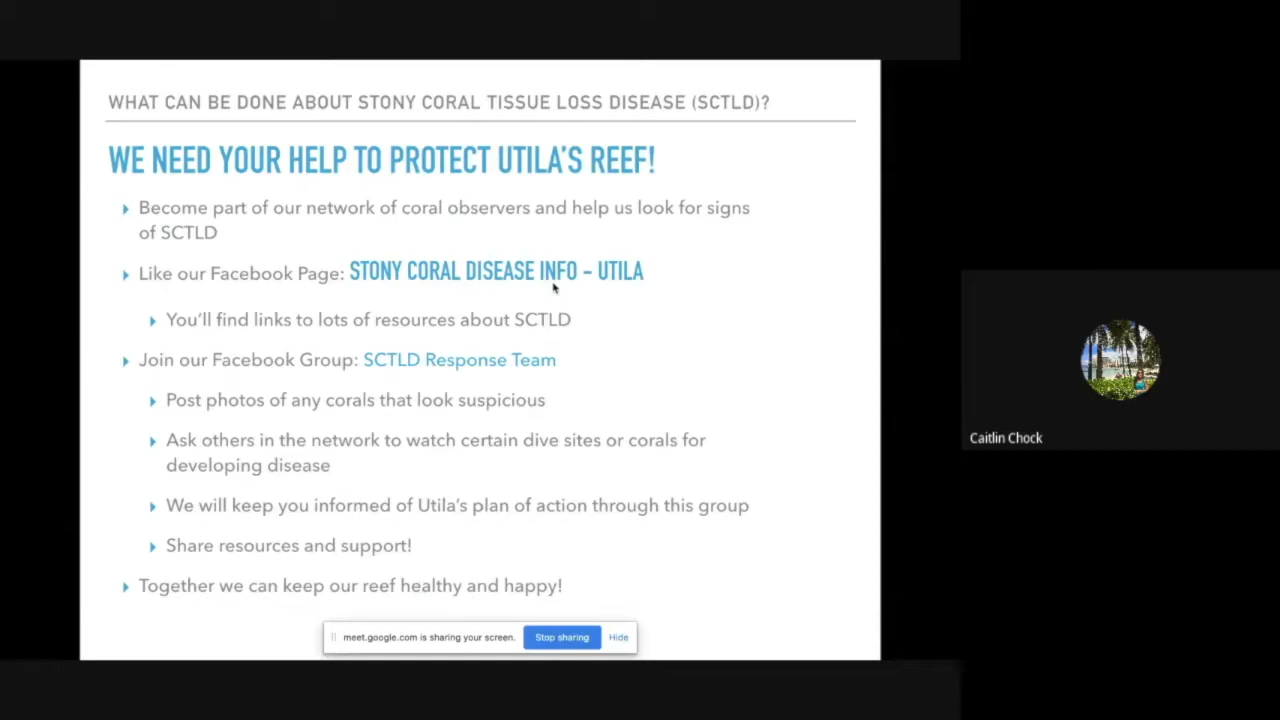 WHAT CAN BE DONE ABOUT STONY CORAL TISSUE LOSS DISEASE (SCTLD)?
WE NEED YOUR HELP TO PROTECT UTILA'S REEF!
Become part of our network of coral observers and help us look for signs
of SCTLD
Like our Facebook Page: STONY CORAL DISEASE INFO – UTILA
You'll find links to lots of resources about SCTLD
Join our Facebook Group: SCTLD Response Team
Post photos of any corals that look suspicious
Ask others in the network to watch certain dive sites or corals for
developing disease
We will keep you informed of Utila's plan of action through this group
Share resources and support!
Together we can keep our reef healthy and happy!
meet.google.com is sharing your screen. Stop sharing Hide
Caitlin Chock